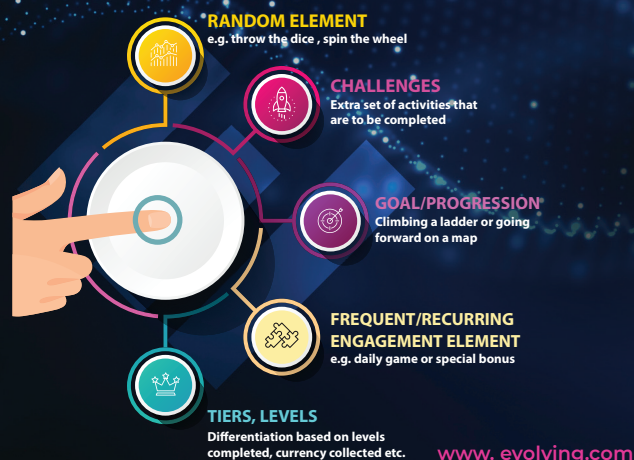 RANDOM ELEMENT
e.g. throw the dice , spin the wheel
CHALLENGES
Extra set of activities that
are to be completed
GOAL/PROGRESSION
Climbing a ladder or going
forward on a map
FREQUENT/RECURRING
ENGAGEMENT ELEMENT
e.g. daily game or special bonus
TIERS, LEVELS
Differentiation based on levels
completed, currency collected etc.
www. evolving.com